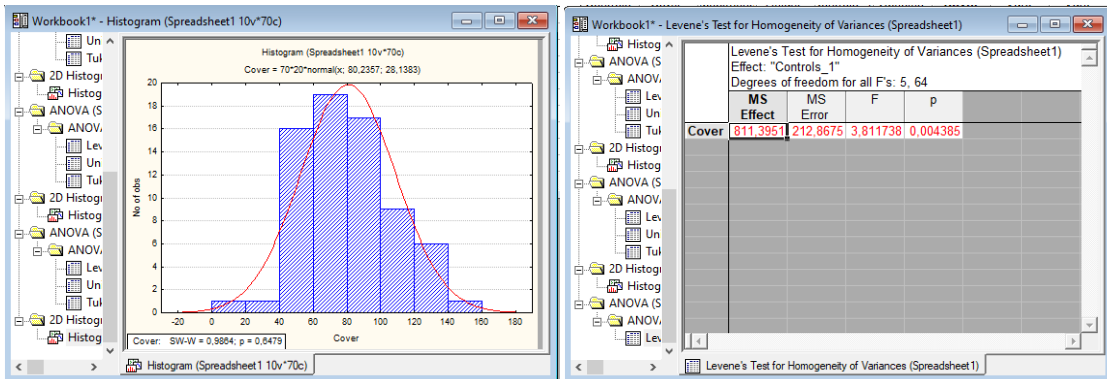 Workbook1* - Histogram (Spreadsheet1 10v*70c)
Un
Tuk
2D Histogr
Histog
ANOVA (S
ANOVA
Lev
Un
Tuk
2D Histogr
Histog
ANOVA (S
ANOVA
Lev
Un
Tuk
2D Histogr
Histog
Histogram (Spreadsheet1 10v*70c)
Cover = 70*20*normal(x; 80,2357; 28,1383)
No of obs
20
18
16
14
12
10
8
6
4
2
0
-20 0 20 40 60 80 100 120 140 160 180
Cover: SW-W = 0,9864; p = 0,6479
Cover
Histogram (Spreadsheet1 10v*70c)
Workbook1* - Levene's Test for Homogeneity of Variances (Spreadsheet1)
Histog
ANOVA (S
ANOVA
Lev
Un
Tuk
2D Histogr
Histog
ANOVA (S
ANOVA
Lev
Un
Tuk
2D Histogr
Histog
ANOVA (S
ANOVA
Lev
Levene's Test for Homogeneity of Variances (Spreadsheet1)
Effect: "Controls_1"
Degrees of freedom for all F's: 5, 64
MS Effect MS Error F p
Cover 811,3951 212,8675 3,811738 0,004385
Levene's Test for Homogeneity of Variances (Spreadsheet1)